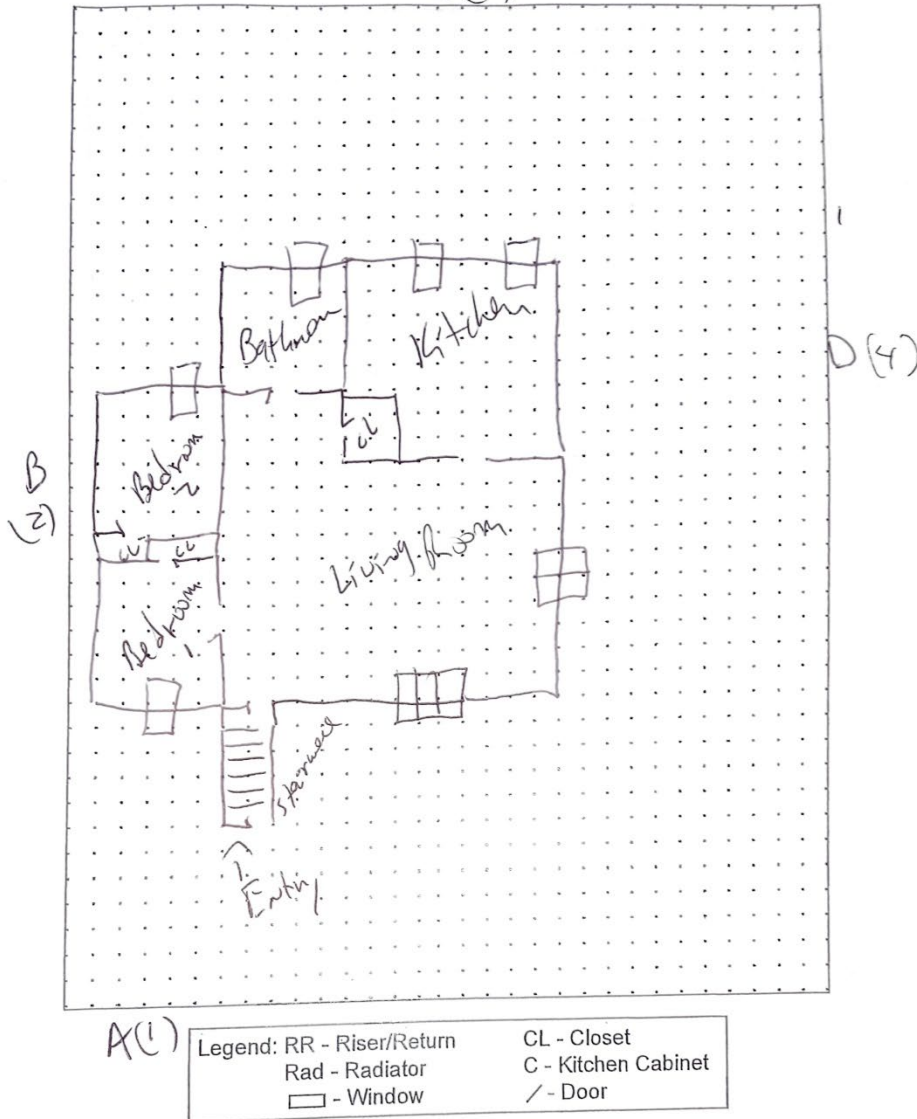 D (4)
Bathroom
Kitchen
CL
B
(2)
Bedroom
2
CL
CL
Living Room
Bedroom
1
Stairwell
Entry
A(1)
Legend: RR - Riser/Return
CL - Closet
Rad - Radiator
C - Kitchen Cabinet
- Window
/ - Door